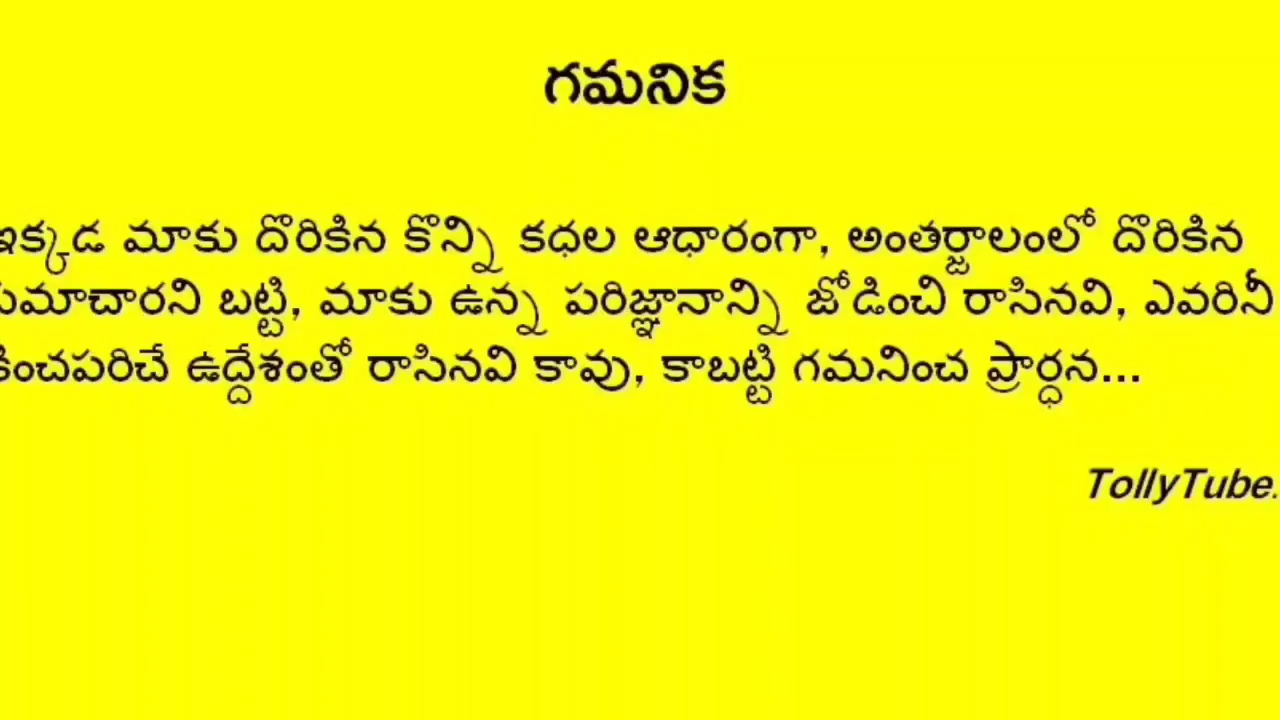 గమనిక
ఇక్కడ మాకు దొరికిన కొన్ని కధల ఆధారంగా, అంతర్జాలంలో దొరికిన
సమాచారని బట్టి, మాకు ఉన్న పరిజ్ఞానాన్ని జోడించి రాసినవి, ఎవరినీ
కించపరిచే ఉద్దేశంతో రాసినవి కావు, కాబట్టి గమనించ ప్రార్ధన...
TollyTube.